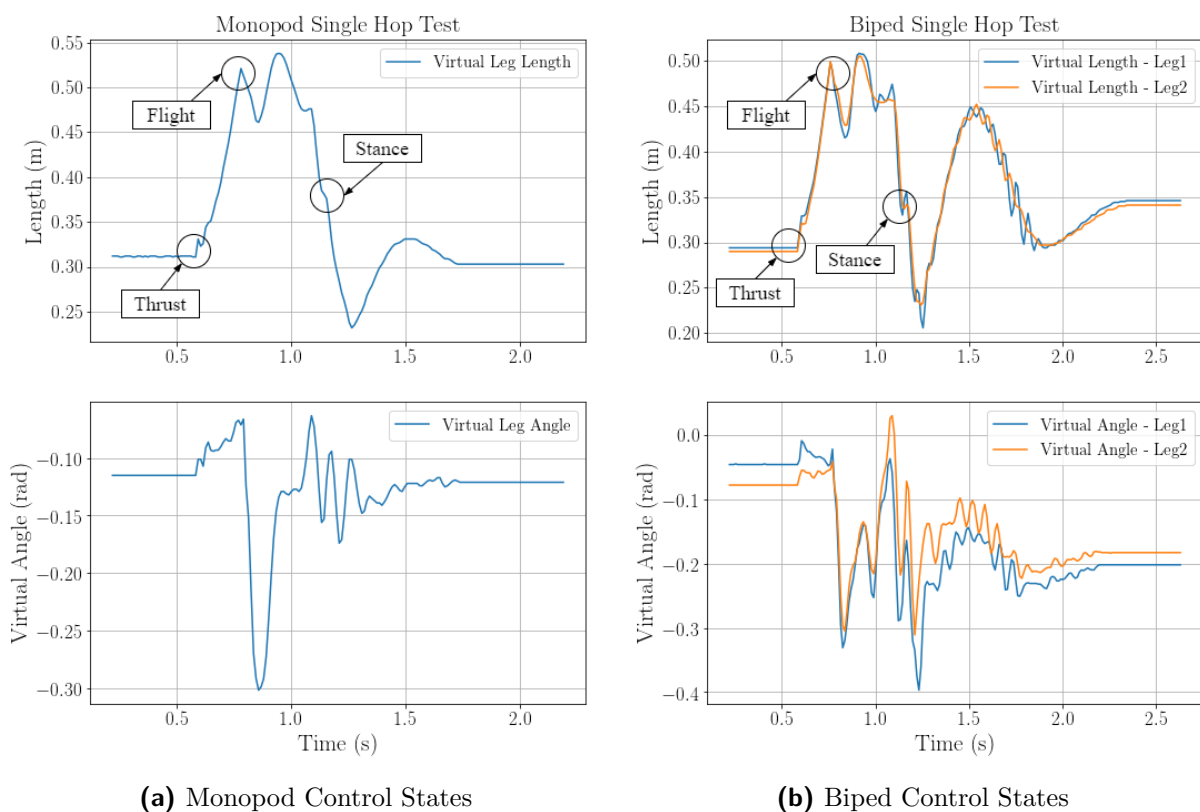 Monopod Single Hop Test
0.55
0.50
0.45
0.40
0.35
0.30
0.25
Length (m)
Virtual Leg Length
Flight
Stance
Thrust
0.5
1.0
1.5
2.0
−0.10
−0.15
−0.20
−0.25
−0.30
Virtual Angle (rad)
Virtual Leg Angle
0.5
1.0
1.5
2.0
Time (s)
(a) Monopod Control States
Biped Single Hop Test
0.50
0.45
0.40
0.35
0.30
0.25
0.20
Length (m)
Virtual Length - Leg1
Virtual Length - Leg2
Flight
Stance
Thrust
0.5
1.0
1.5
2.0
2.5
0.0
−0.1
−0.2
−0.3
−0.4
Virtual Angle (rad)
Virtual Angle - Leg1
Virtual Angle - Leg2
0.5
1.0
1.5
2.0
2.5
Time (s)
(b) Biped Control States